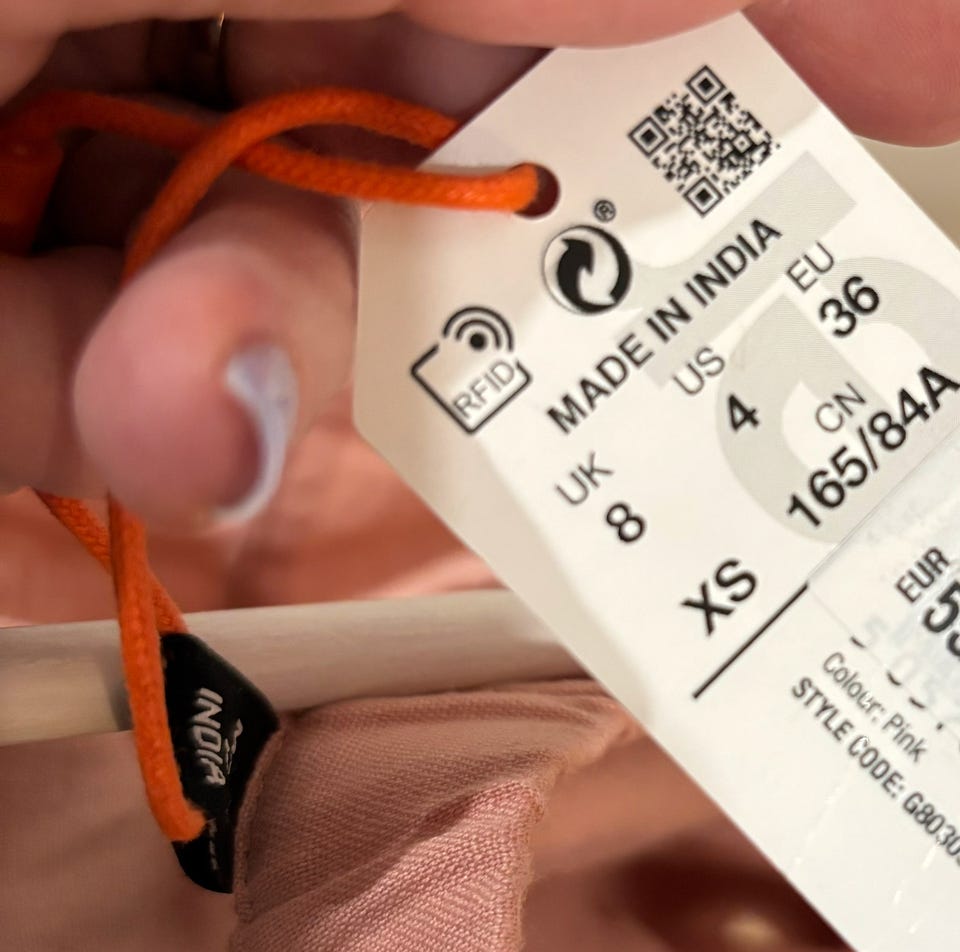 RFID
®
MADE IN INDIA
UK
8
US
4
EU
36
CN
165/84A
XS
EUR
Colour: Pink
STYLE CODE: G8030
INDIA